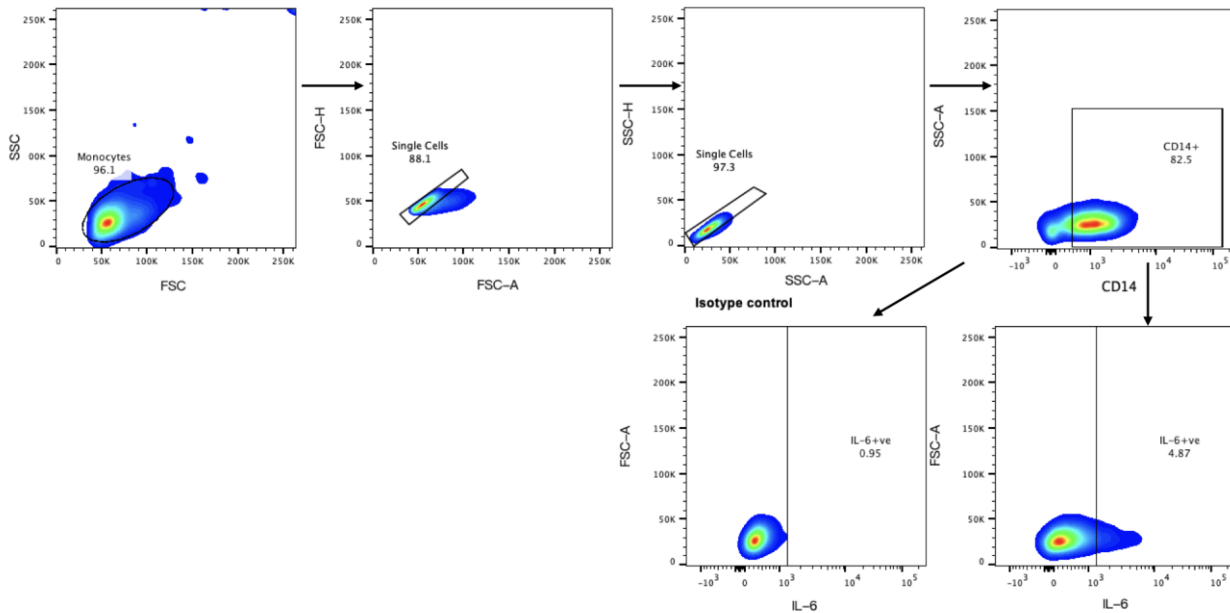 250K
200K
150K
100K
00K
50K
0
SSC
Monocytes
96.1
0
50K
100K
150K
200K
250K
FSC
250K
200K
150K
100K
50K
0
FSC-H
Single Cells
88.1
0
50K
100K
150K
200K
250K
FSC-A
250K
200K
150K
100K
50K
0
SSC-H
Single Cells
97.3
0
50K
100K
150K
200K
250K
SSC-A
250K
200K
150K
100K
50K
0
SSC-A
CD14+
82.5
-10³
0
10³
10⁴
10⁵
CD14
Isotype control
250K
200K
150K
100K
50K
0
FSC-A
IL-6+ve
0.95
-10³
0
10³
10⁴
10⁵
IL-6
250K
200K
150K
100K
50K
0
FSC-A
IL-6+ve
4.87
-10³
0
10³
10⁴
10⁵
IL-6